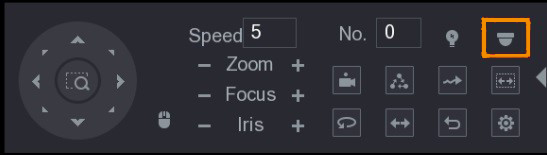 Speed 5 No. 0
− Zoom +
− Focus +
− Iris +